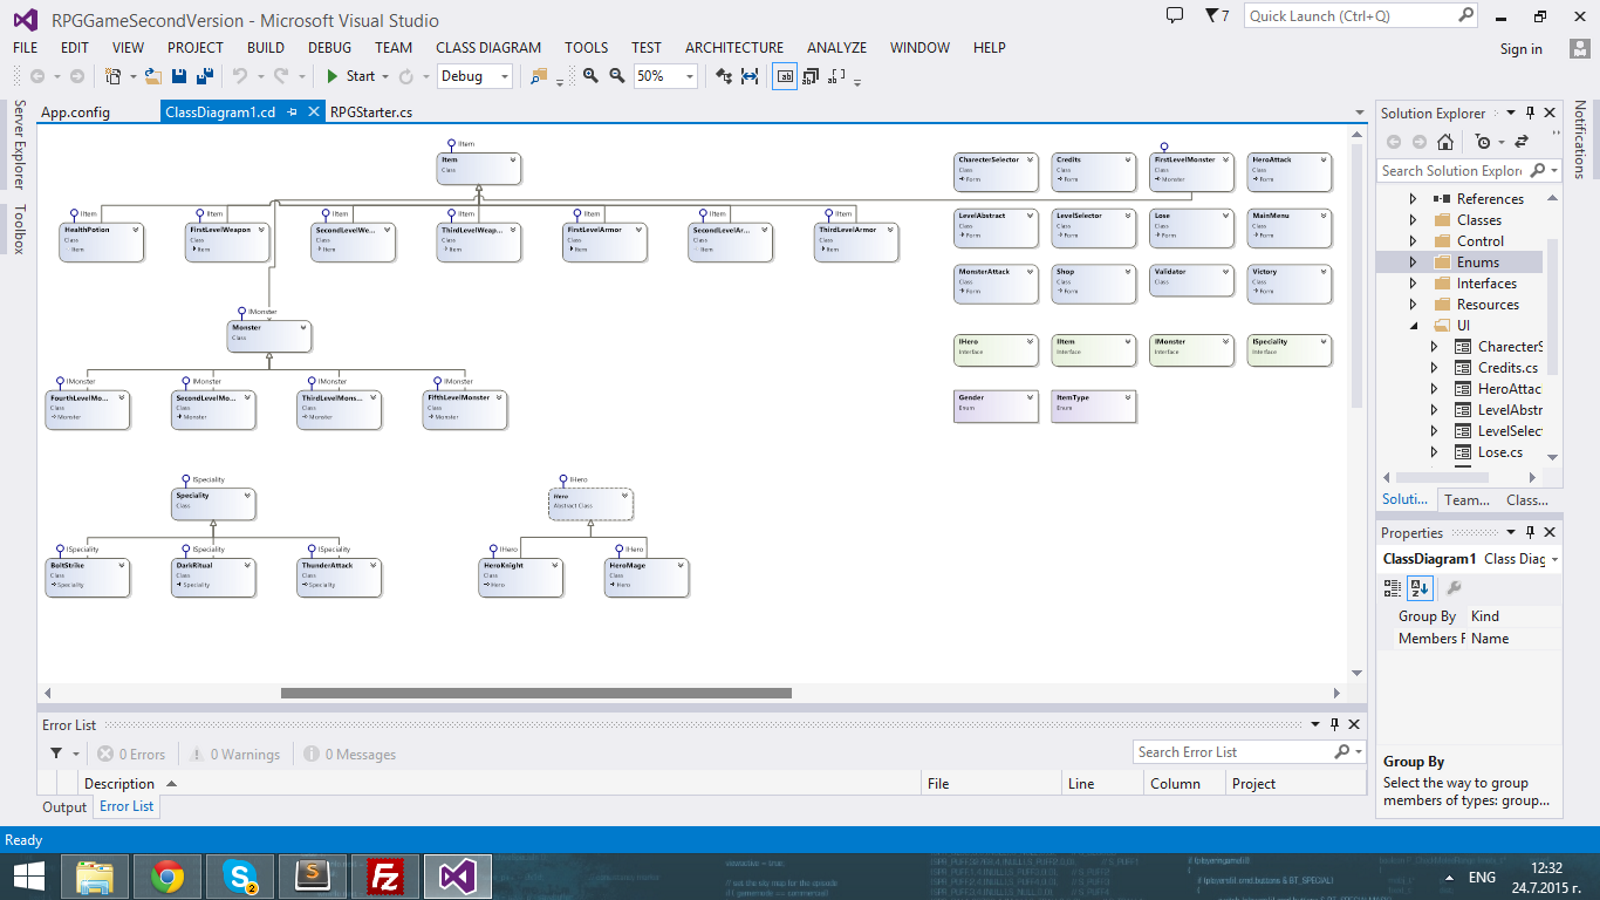 RPGGameSecondVersion - Microsoft Visual Studio
7
Quick Launch (Ctrl+Q)
FILE EDIT VIEW PROJECT BUILD DEBUG TEAM CLASS DIAGRAM TOOLS TEST ARCHITECTURE ANALYZE WINDOW HELP
Sign in
Start Debug 50%
Server Explorer
Toolbox
App.config ClassDiagram1.cd RPGStarter.cs
IItem
Item
Class
IItem IItem IItem IItem IItem IItem IItem
HealthPotion FirstLevelWeapon SecondLevelWe... ThirdLevelWeap... FirstLevelArmor SecondLevelAr... ThirdLevelArmor
Class Class Class Class Class Class Class
Item Item Item Item Item Item Item
IMonster
Monster
Class
IMonster IMonster IMonster IMonster
FourthLevelMo... SecondLevelMo... ThirdLevelMons... FifthLevelMonster
Class Class Class Class
Monster Monster Monster Monster
ISpeciality
Speciality
Class
ISpeciality ISpeciality ISpeciality
BoltStrike DarkRitual ThunderAttack
Class Class Class
Speciality Speciality Speciality
IHero
Hero
Abstract Class
IHero IHero
HeroKnight HeroMage
Class Class
Hero Hero
CharecterSelector Credits FirstLevelMonster HeroAttack
Class Class Class Class
Form Form Monster Form
LevelAbstract LevelSelector Lose MainMenu
Class Class Class Class
Form Form Form Form
MonsterAttack Shop Validator Victory
Class Class Class Class
Form Form Form
IHero IItem IMonster ISpeciality
Interface Interface Interface Interface
Gender ItemType
Enum Enum
Solution Explorer
Search Solution Explor
References
Classes
Control
Enums
Interfaces
Resources
UI
CharecterS
Credits.cs
HeroAttac
LevelAbstr
LevelSelec
Lose.cs
Soluti... Team... Class...
Notifications
Properties
ClassDiagram1 Class Diag
Group By Kind
Members F Name
Group By
Select the way to group
members of types: group...
Error List
0 Errors 0 Warnings 0 Messages
Search Error List
Description File Line Column Project
Output Error List
Ready
2
ENG
12:32
24.7.2015 г.